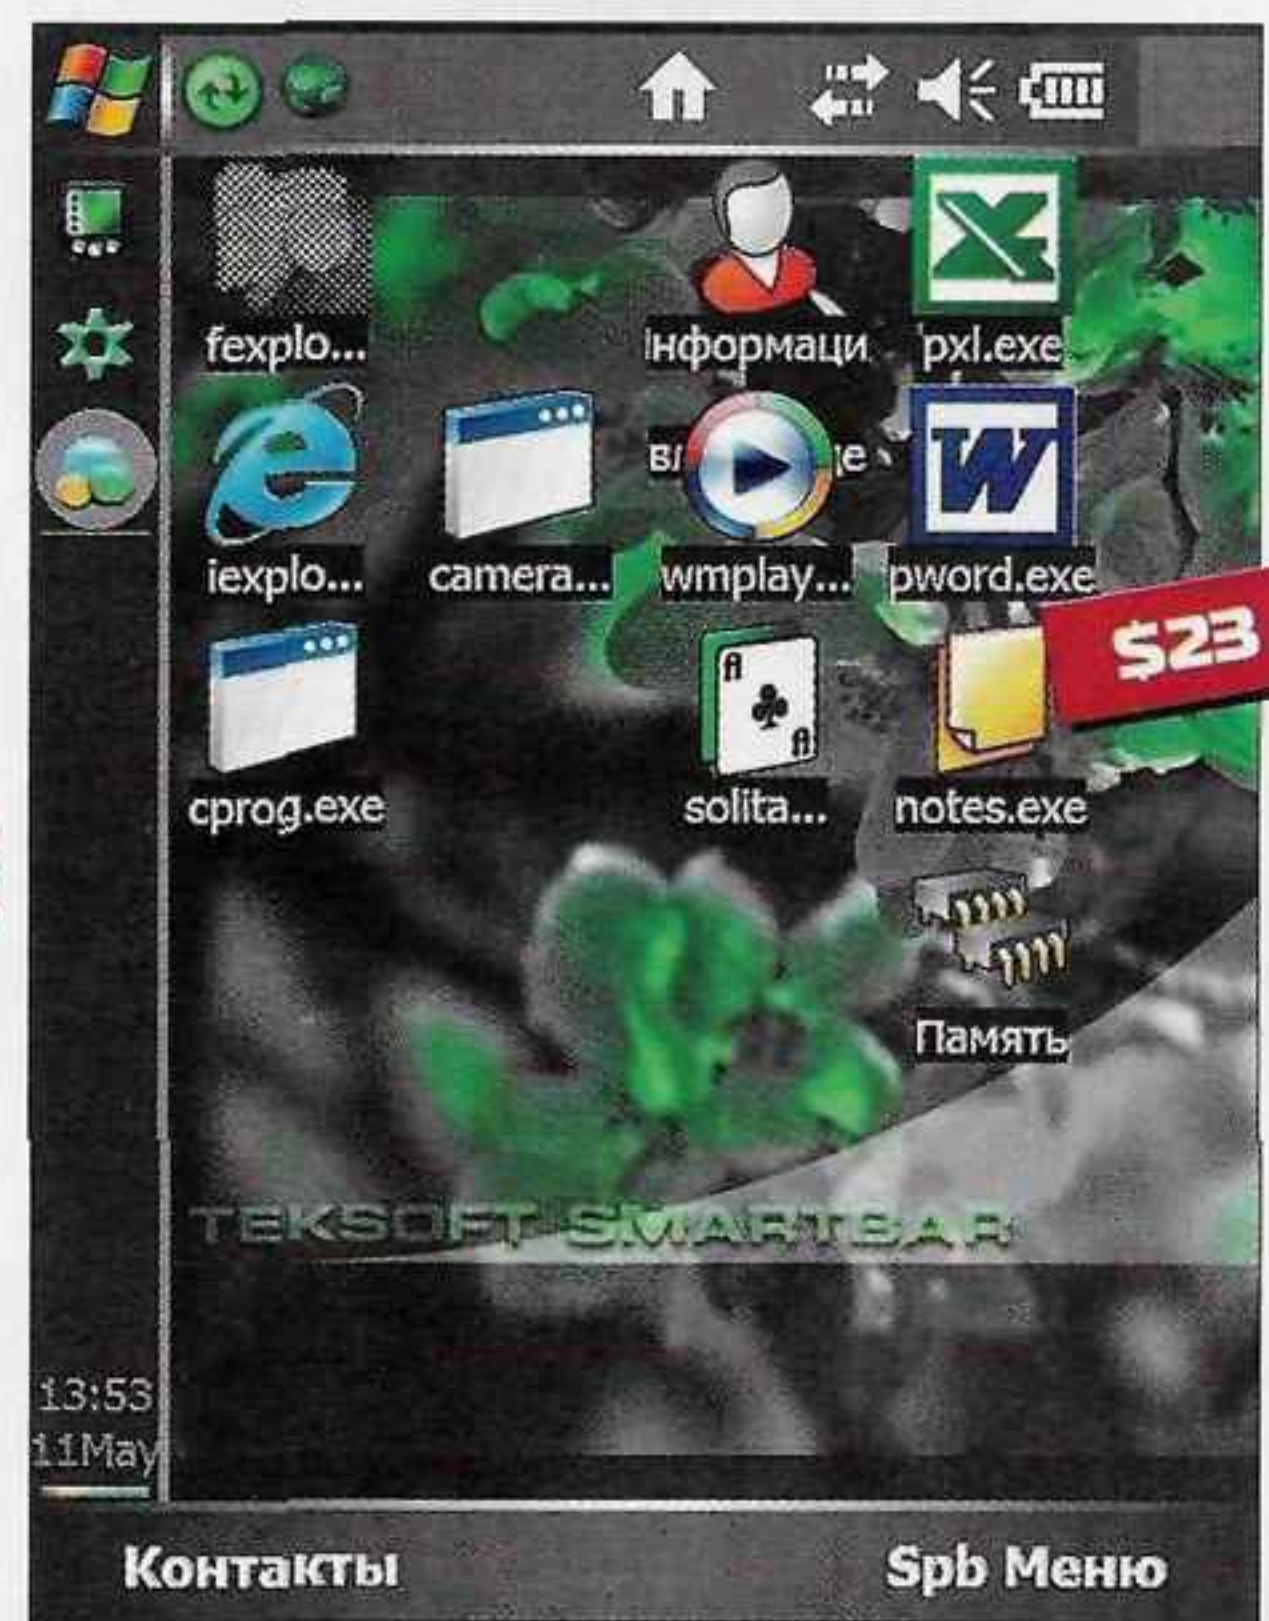 fexplo...
нформаци
pxl.exe
iexplo...
camera...
wmplay...
pword.exe
$23
cprog.exe
solita...
notes.exe
Память
TEKSOFT SMARTBAR
13:53
11May
Контакты
Spb Меню